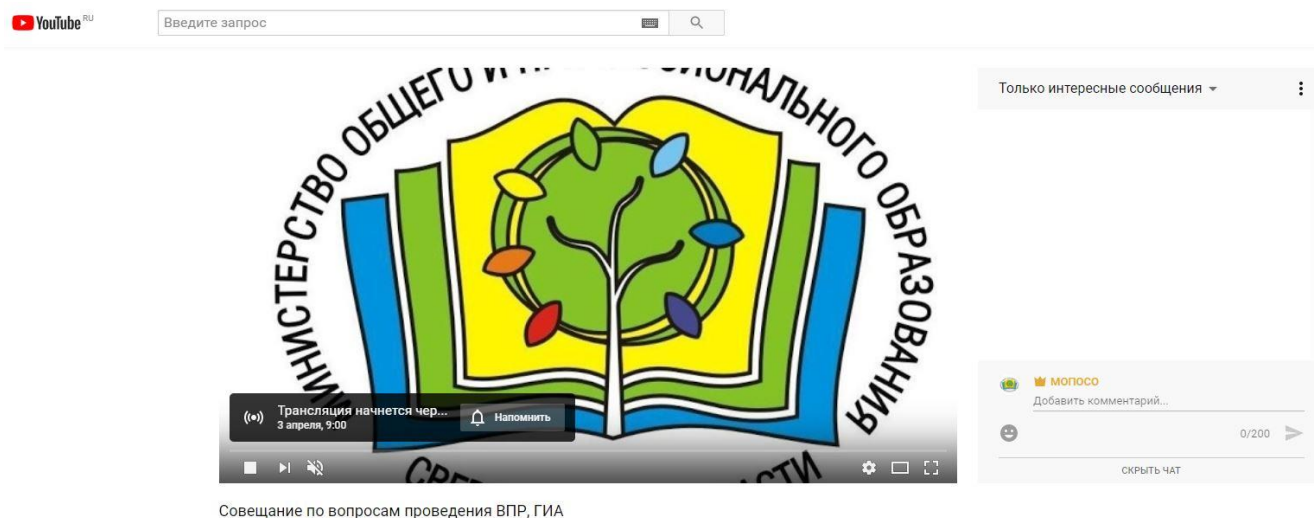 YouTube RU
Введите запрос
МИНИСТЕРСТВО ОБЩЕГО И ОБРАЗОВАНИЯ
Трансляция начнется чер...
3 апреля, 9:00
Напомнить
Совещание по вопросам проведения ВПР, ГИА
Только интересные сообщения
МОПОСО
Добавить комментарий...
0/200
СКРЫТЬ ЧАТ